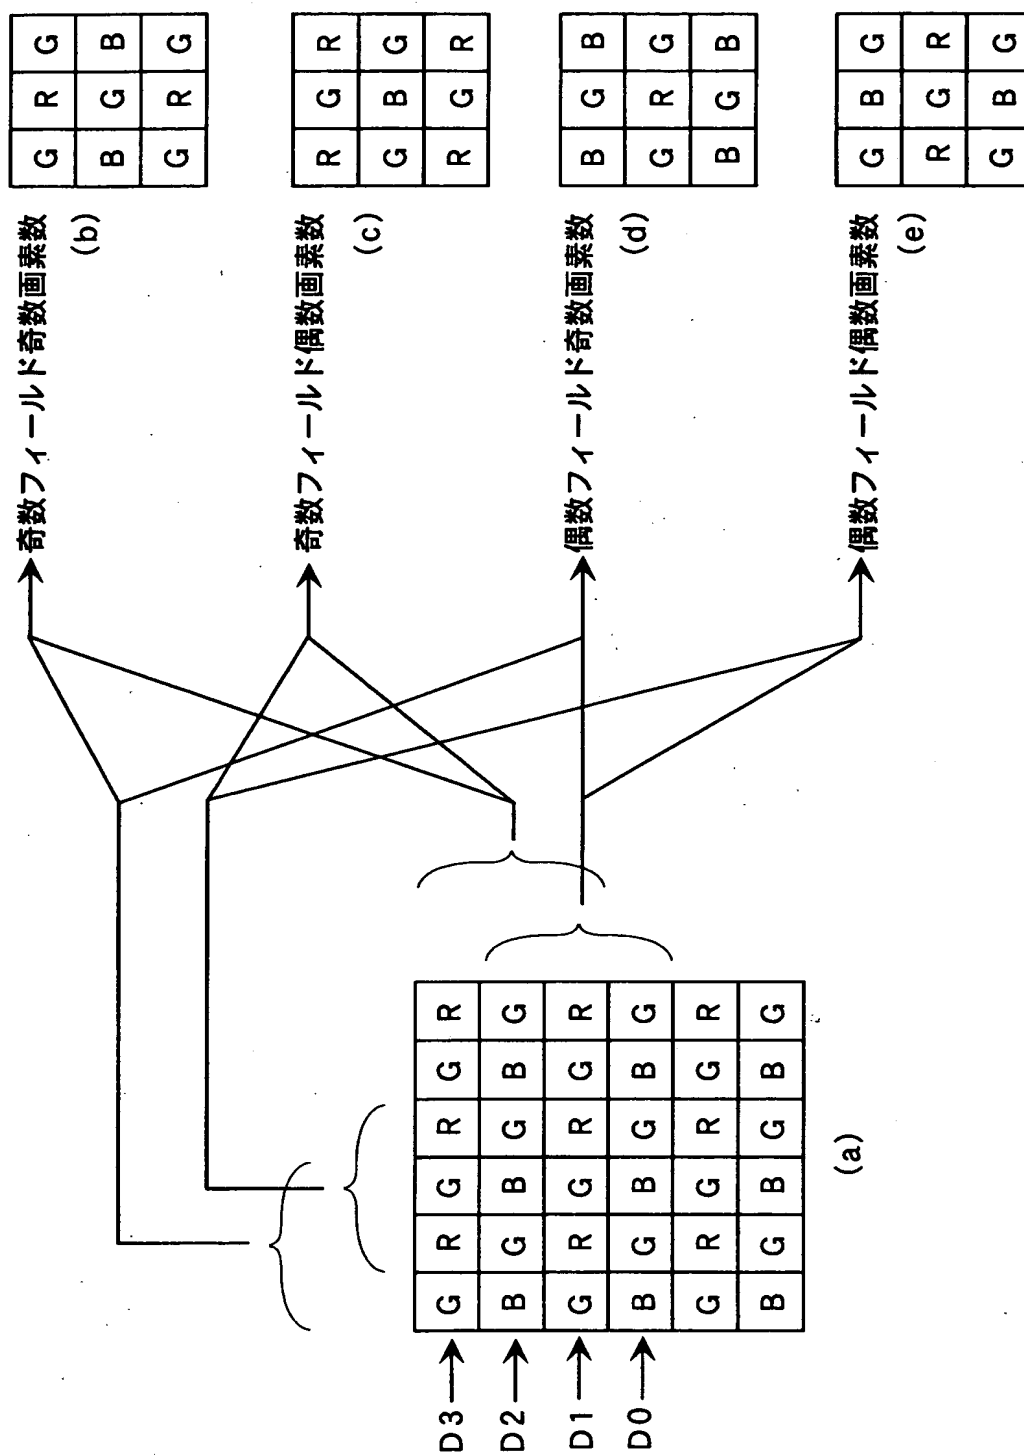 奇数フィールド奇数画素数
G R G
B G B
G R G
(b)
奇数フィールド偶数画素数
R G R
G B G
R G R
(c)
偶数フィールド奇数画素数
B G B
G R G
B G B
(d)
偶数フィールド偶数画素数
G B G
R G R
G B G
(e)
D3 G R G R G R
D2 B G B G B G
D1 G R G R G R
D0 B G B G B G
G R G R G R
B G B G B G
(a)